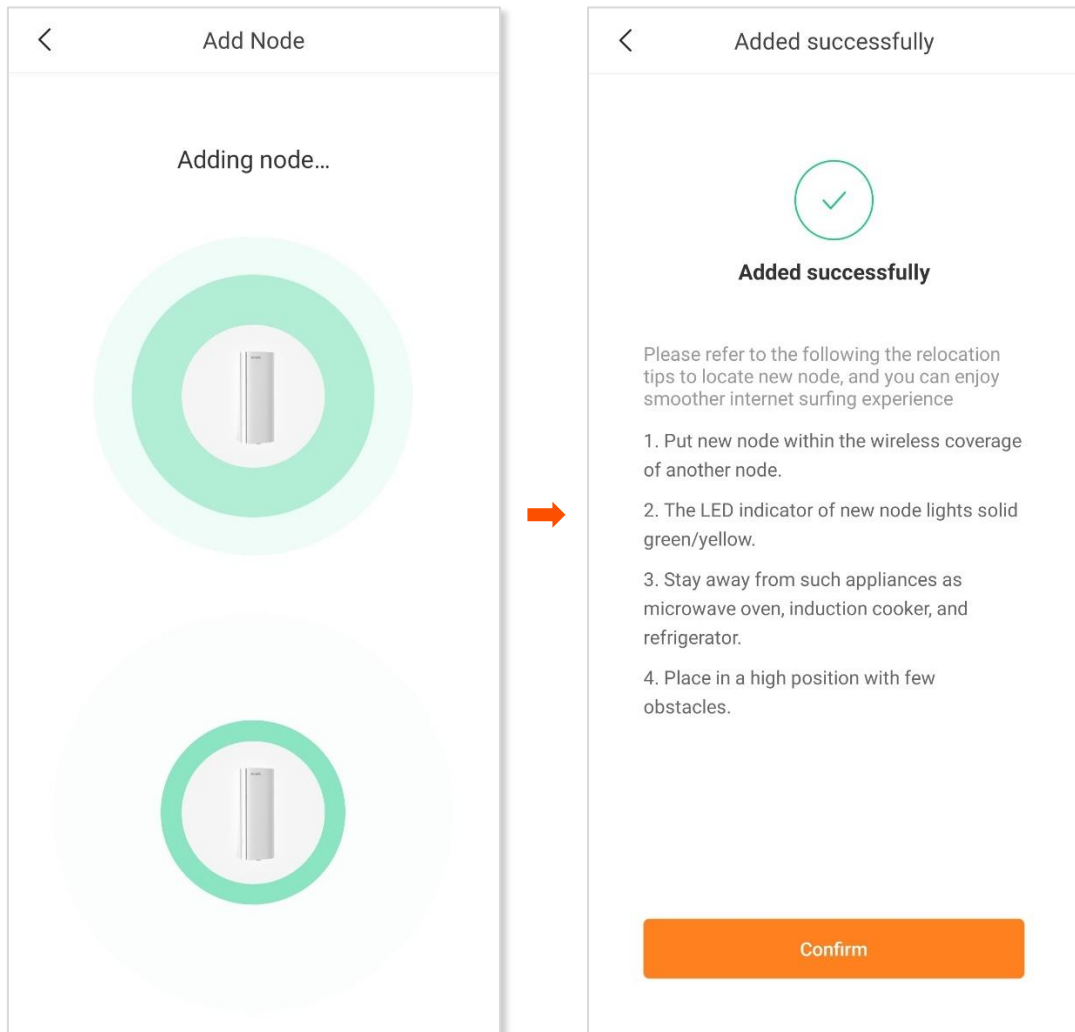 Add Node
Adding node…
Added successfully
Added successfully
Please refer to the following the relocation
tips to locate new node, and you can enjoy
smoother internet surfing experience
1. Put new node within the wireless coverage
of another node.
2. The LED indicator of new node lights solid
green/yellow.
3. Stay away from such appliances as
microwave oven, induction cooker, and
refrigerator.
4. Place in a high position with few
obstacles.
Confirm